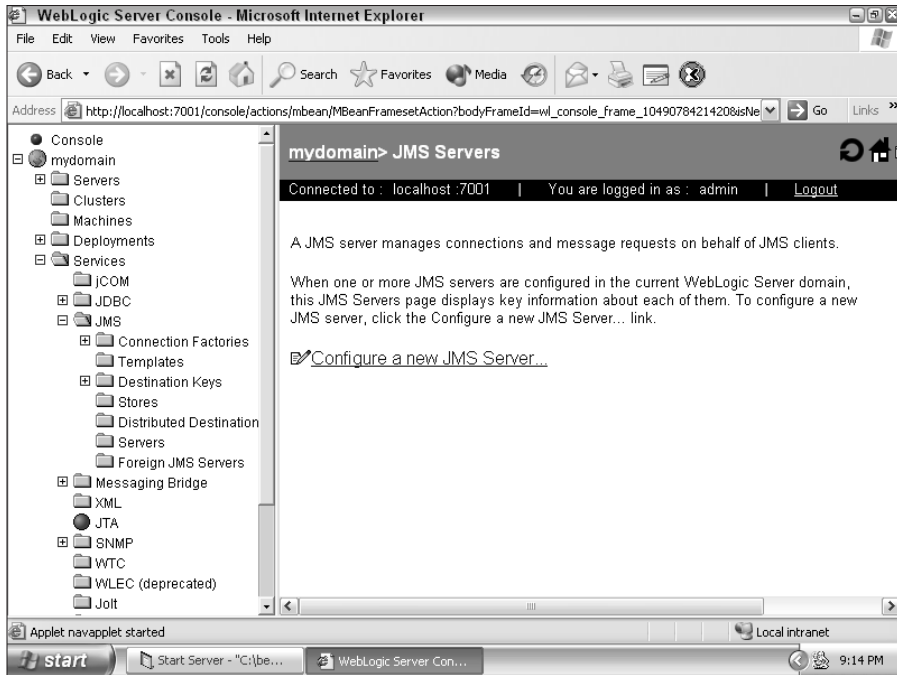 WebLogic Server Console - Microsoft Internet Explorer
File Edit View Favorites Tools Help
Back Search Favorites Media
Address http://localhost:7001/console/actions/mbean/MBeanFramesetAction?bodyFrameId=wl_console_frame_1049078421420&isNe Go Links »
Console
mydomain
Servers
Clusters
Machines
Deployments
Services
jCOM
JDBC
JMS
Connection Factories
Templates
Destination Keys
Stores
Distributed Destination
Servers
Foreign JMS Servers
Messaging Bridge
XML
JTA
SNMP
WTC
WLEC (deprecated)
Jolt
mydomain> JMS Servers
Connected to : localhost :7001 | You are logged in as : admin | Logout
A JMS server manages connections and message requests on behalf of JMS clients.
When one or more JMS servers are configured in the current WebLogic Server domain,
this JMS Servers page displays key information about each of them. To configure a new
JMS server, click the Configure a new JMS Server... link.
Configure a new JMS Server...
Applet navapplet started Local intranet
start Start Server - "C:\be... WebLogic Server Con... 9:14 PM